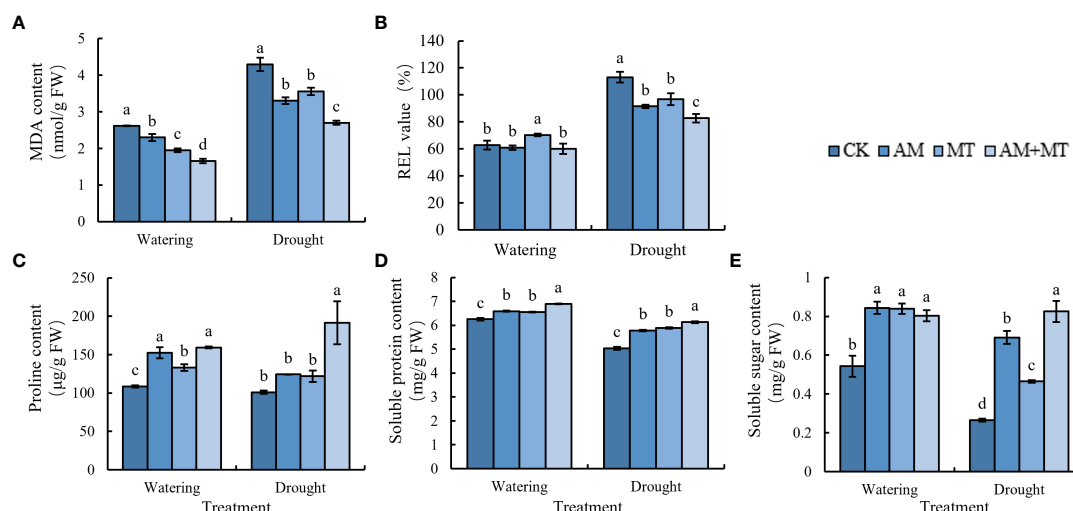 A
MDA content
(nmol/g FW)
5
4
3
2
1
0
a
b
c
d
a
b
b
c
Watering
Drought
B
REL value (%)
140
120
100
80
60
40
20
0
b
b
a
b
a
b
b
c
Watering
Drought
CK AM MT AM+MT
C
Proline content
(μg/g FW)
250
200
150
100
50
0
c
a
b
a
b
b
b
a
Watering
Drought
Treatment
D
Soluble protein content
(mg/g FW)
8
7
6
5
4
3
2
1
0
c
b
b
a
c
b
b
a
Watering
Drought
Treatment
E
Soluble sugar content
(mg/g FW)
1
0.8
0.6
0.4
0.2
0
b
a
a
a
d
b
c
a
Watering
Drought
Treatment